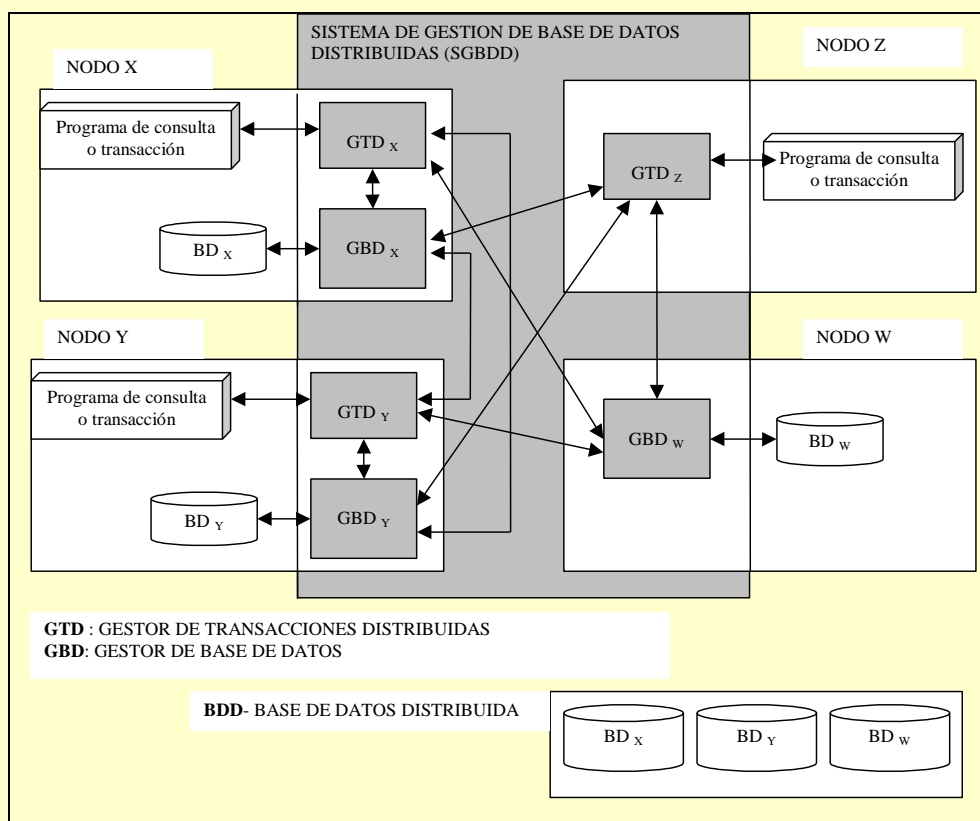 SISTEMA DE GESTION DE BASE DE DATOS
DISTRIBUIDAS (SGBDD)
NODO X
Programa de consulta
o transacción
GTD X
GBD X
BD X
NODO Z
GTD Z
Programa de consulta
o transacción
NODO Y
Programa de consulta
o transacción
GTD Y
GBD Y
BD Y
NODO W
GBD W
BD W
GTD : GESTOR DE TRANSACCIONES DISTRIBUIDAS
GBD: GESTOR DE BASE DE DATOS
BDD- BASE DE DATOS DISTRIBUIDA
BD X
BD Y
BD W